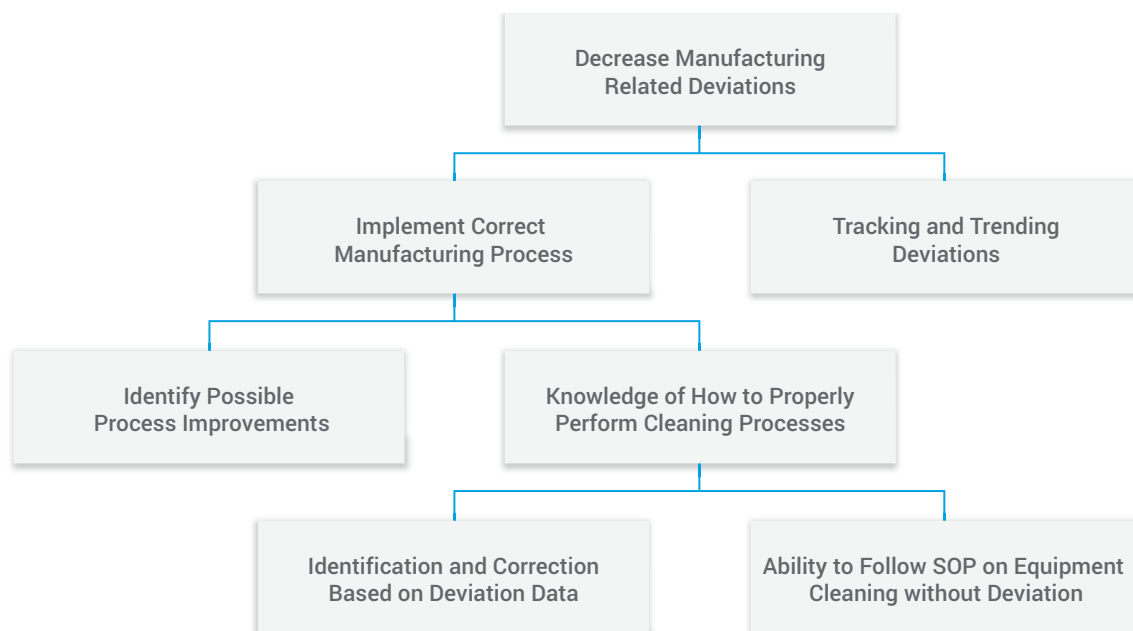 Decrease Manufacturing
Related Deviations
Implement Correct
Manufacturing Process
Tracking and Trending
Deviations
Identify Possible
Process Improvements
Knowledge of How to Properly
Perform Cleaning Processes
Identification and Correction
Based on Deviation Data
Ability to Follow SOP on Equipment
Cleaning without Deviation